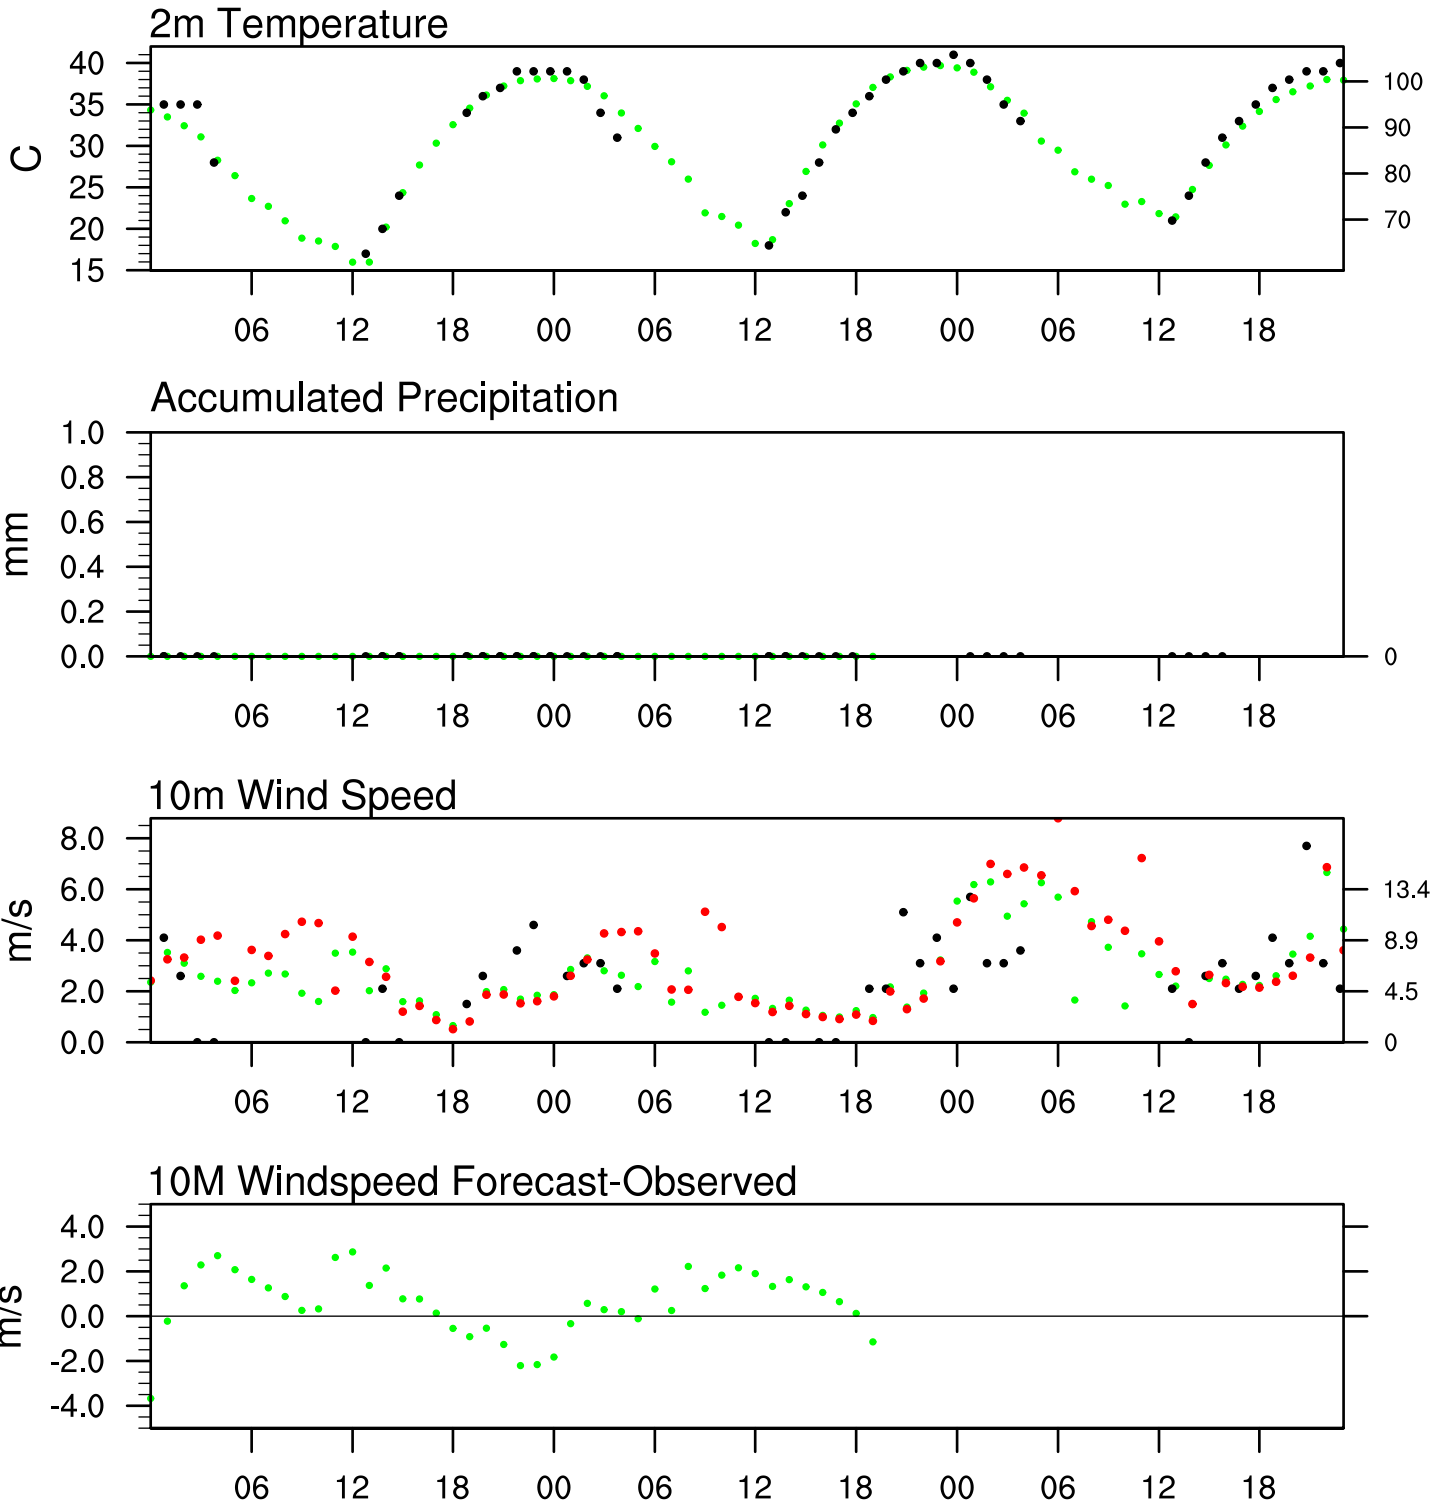 2m Temperature
40
35
30
25
20
15
C
100
90
80
70
06 12 18 00 06 12 18 00 06 12 18
Accumulated Precipitation
1.0
0.8
0.6
0.4
0.2
0.0
mm
0
06 12 18 00 06 12 18 00 06 12 18
10m Wind Speed
8.0
6.0
4.0
2.0
0.0
m/s
13.4
8.9
4.5
0
06 12 18 00 06 12 18 00 06 12 18
10M Windspeed Forecast-Observed
4.0
2.0
0.0
-2.0
-4.0
m/s
06 12 18 00 06 12 18 00 06 12 18